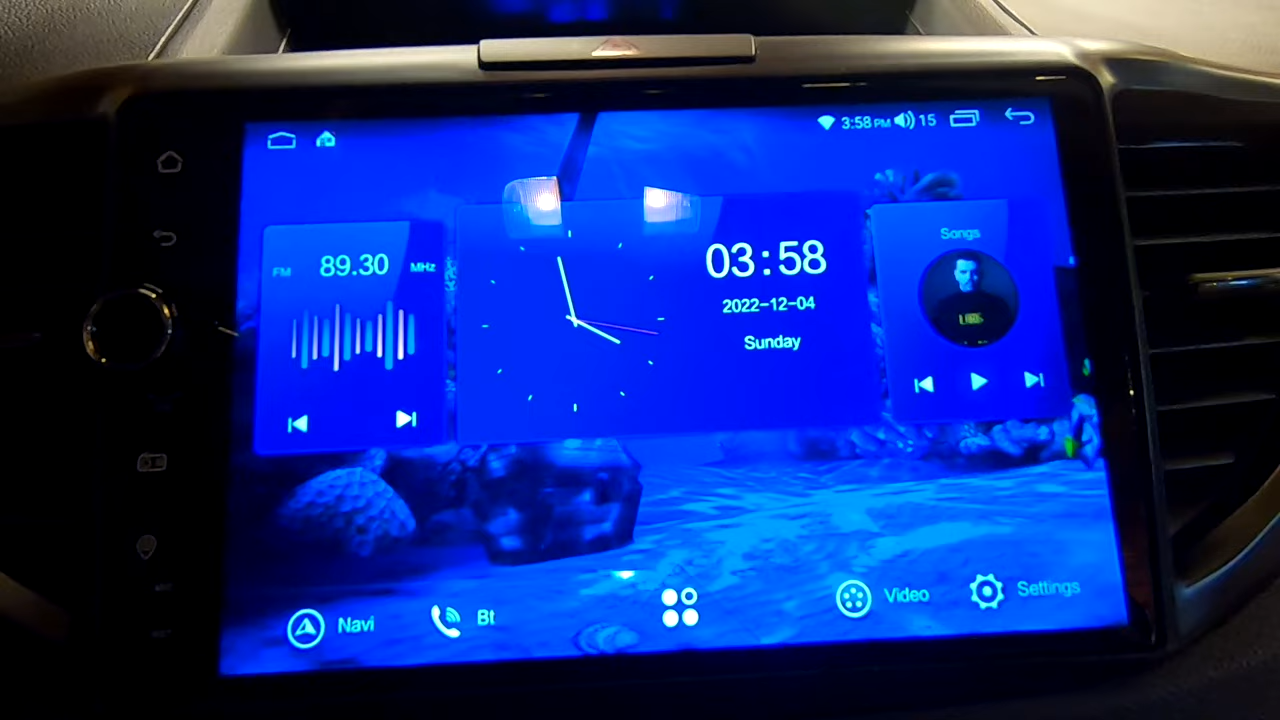 3:58 PM 15
FM 89.30 MHz
03:58
2022-12-04
Sunday
Songs
Navi
Bt
Video
Settings